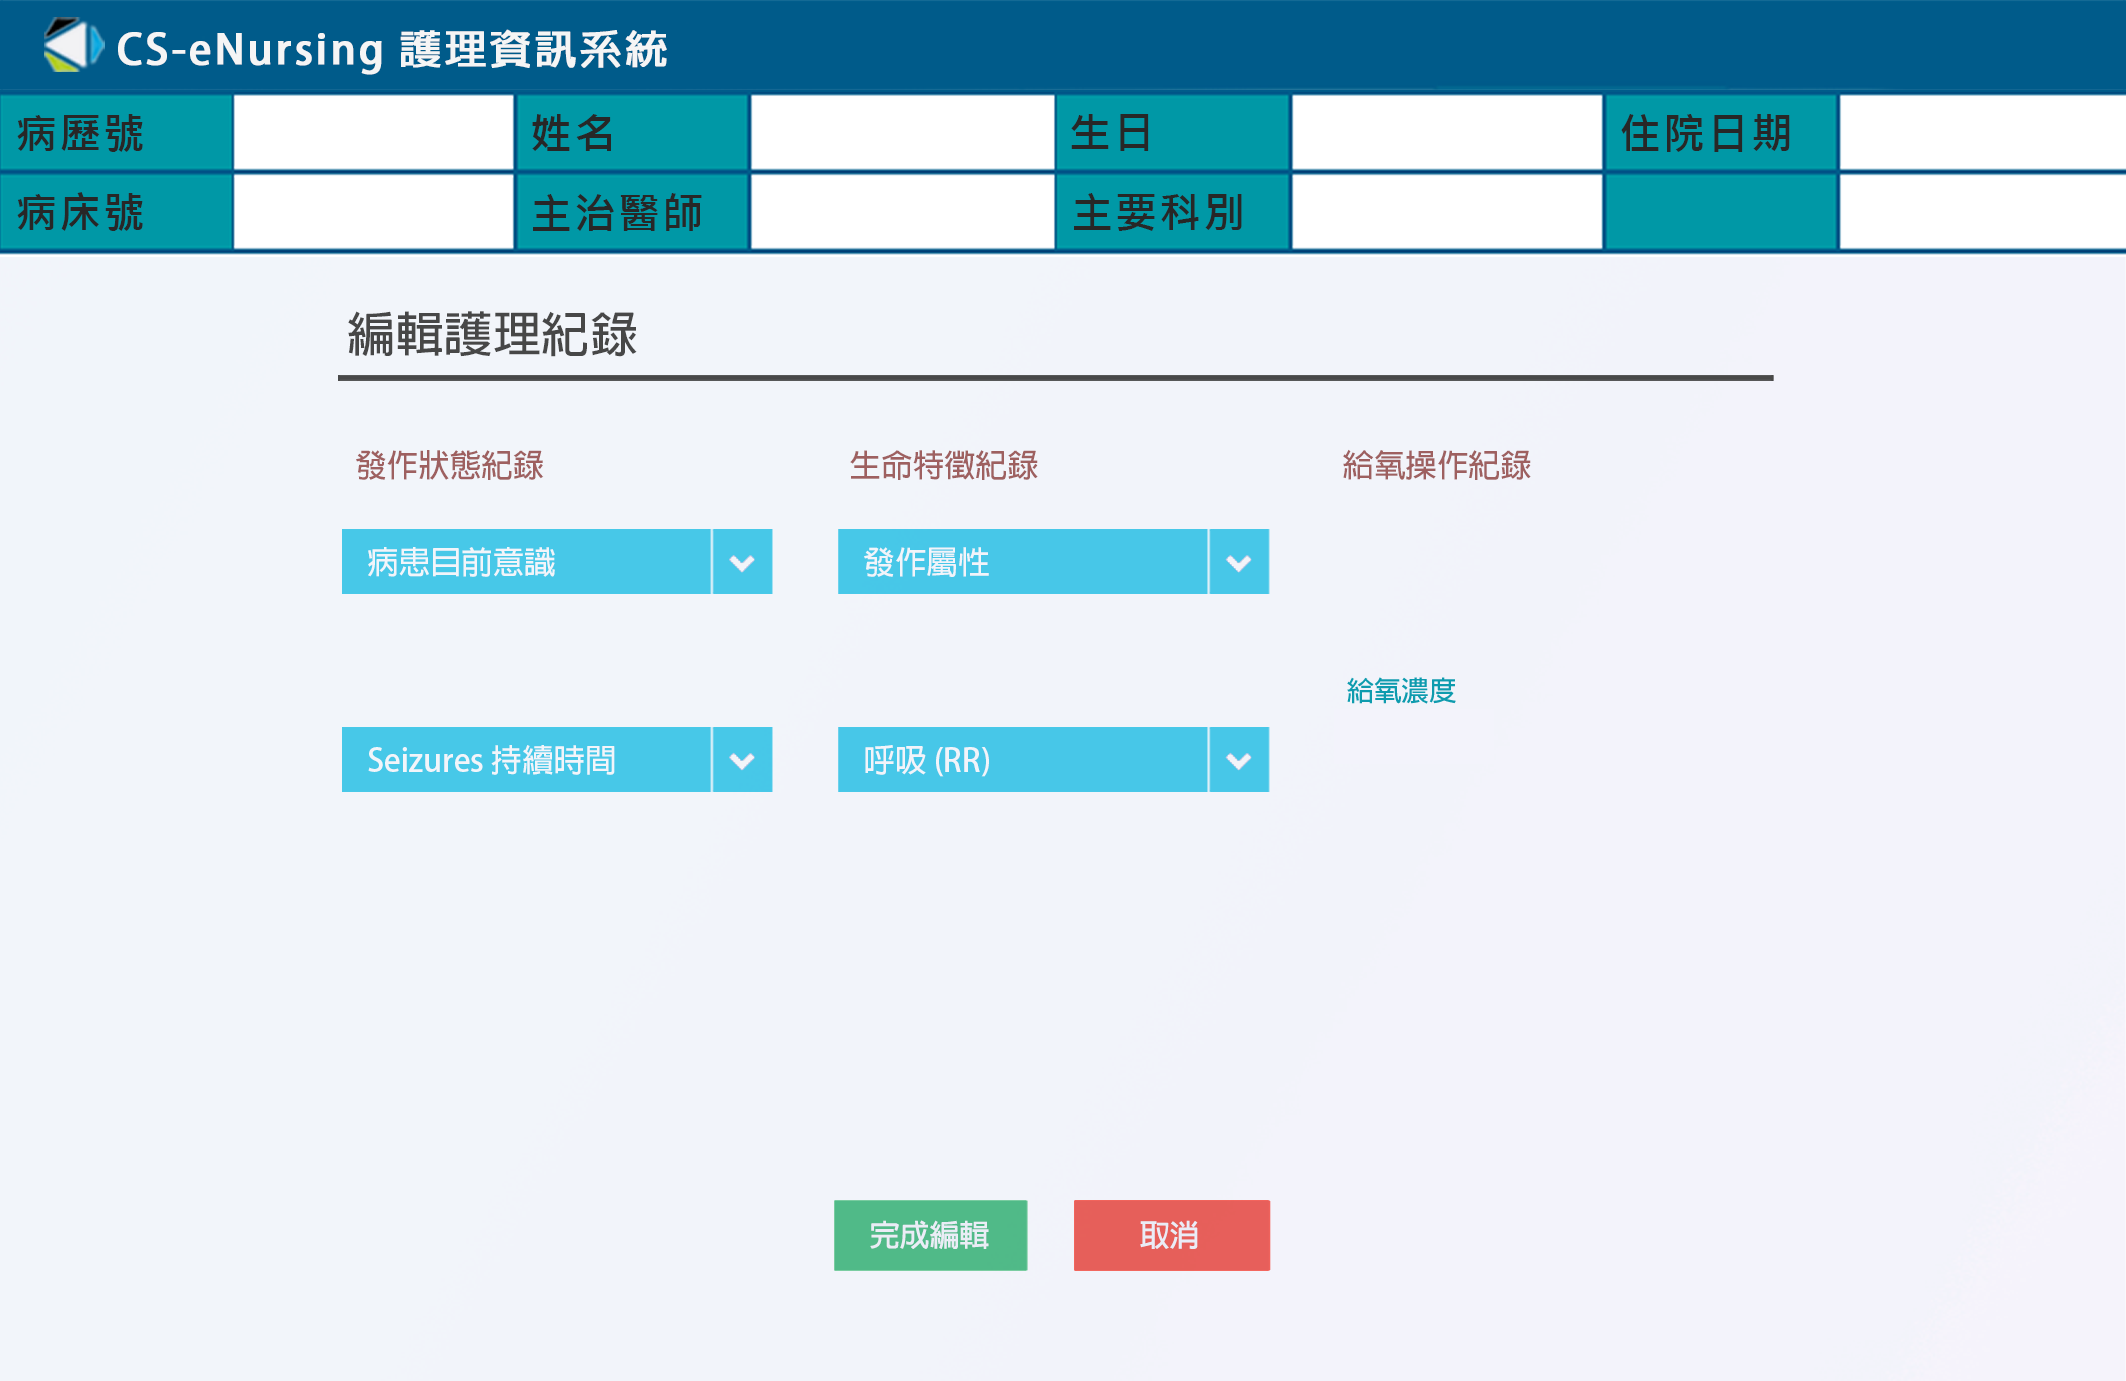 CS-eNursing 護理資訊系統
病歷號 姓名 生日 住院日期
病床號 主治醫師 主要科別
編輯護理紀錄
發作狀態紀錄 生命特徵紀錄 給氧操作紀錄
病患目前意識 發作屬性
給氧濃度
Seizures 持續時間 呼吸 (RR)
完成編輯 取消